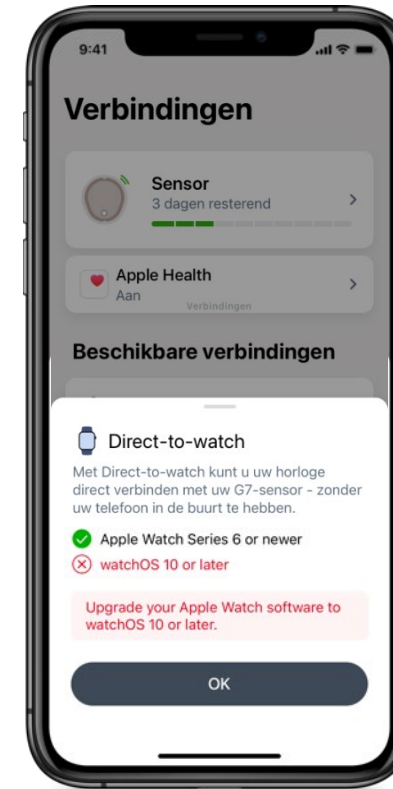 9:41
Verbindingen
Sensor
3 dagen resterend
Apple Health
Aan
Verbindingen
Beschikbare verbindingen
Direct-to-watch
Met Direct-to-watch kunt u uw horloge
direct verbinden met uw G7-sensor - zonder
uw telefoon in de buurt te hebben.
Apple Watch Series 6 or newer
watchOS 10 or later
Upgrade your Apple Watch software to
watchOS 10 or later.
OK